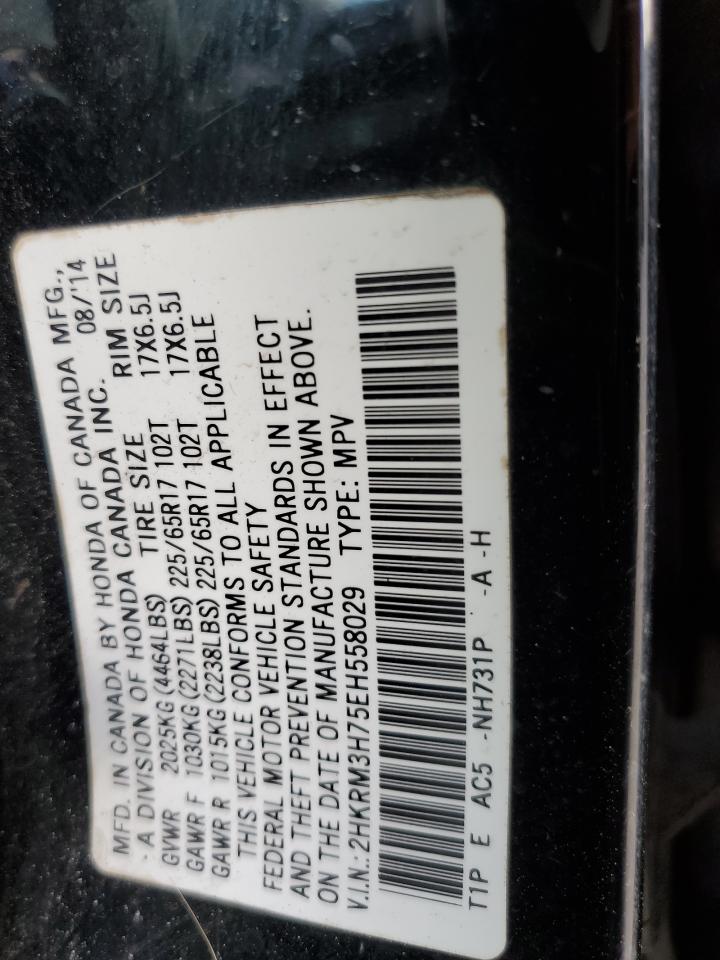 MFD. IN CANADA BY HONDA OF CANADA MFG.,
- A DIVISION OF HONDA CANADA INC. 08/'14
GVWR 2025KG(4464LBS) TIRE SIZE RIM SIZE
GAWR F 1030KG(2271LBS) 225/65R17 102T 17X6.5J
GAWR R 1015KG(2238LBS) 225/65R17 102T 17X6.5J
THIS VEHICLE CONFORMS TO ALL APPLICABLE
FEDERAL MOTOR VEHICLE SAFETY
AND THEFT PREVENTION STANDARDS IN EFFECT
ON THE DATE OF MANUFACTURE SHOWN ABOVE.
V.I.N.: 2HKRM3H75EH558029 TYPE: MPV
T1P E AC5 -NH731P -A -H